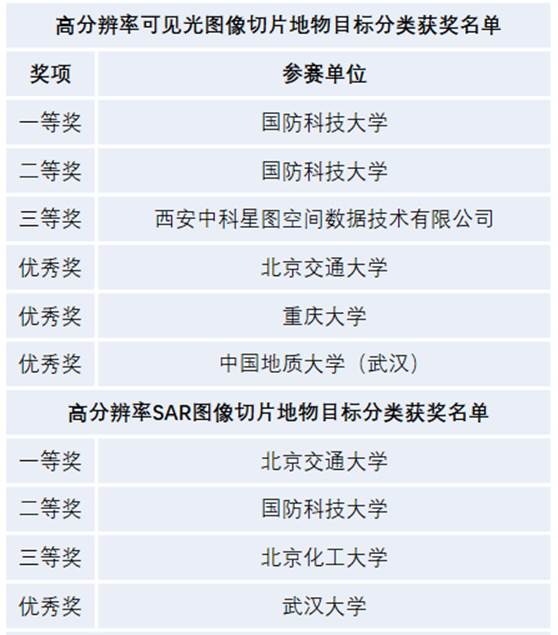 高分辨率可见光图像切片地物目标分类获奖名单
奖项 参赛单位
一等奖 国防科技大学
二等奖 国防科技大学
三等奖 西安中科星图空间数据技术有限公司
优秀奖 北京交通大学
优秀奖 重庆大学
优秀奖 中国地质大学（武汉）
高分辨率SAR图像切片地物目标分类获奖名单
一等奖 北京交通大学
二等奖 国防科技大学
三等奖 北京化工大学
优秀奖 武汉大学